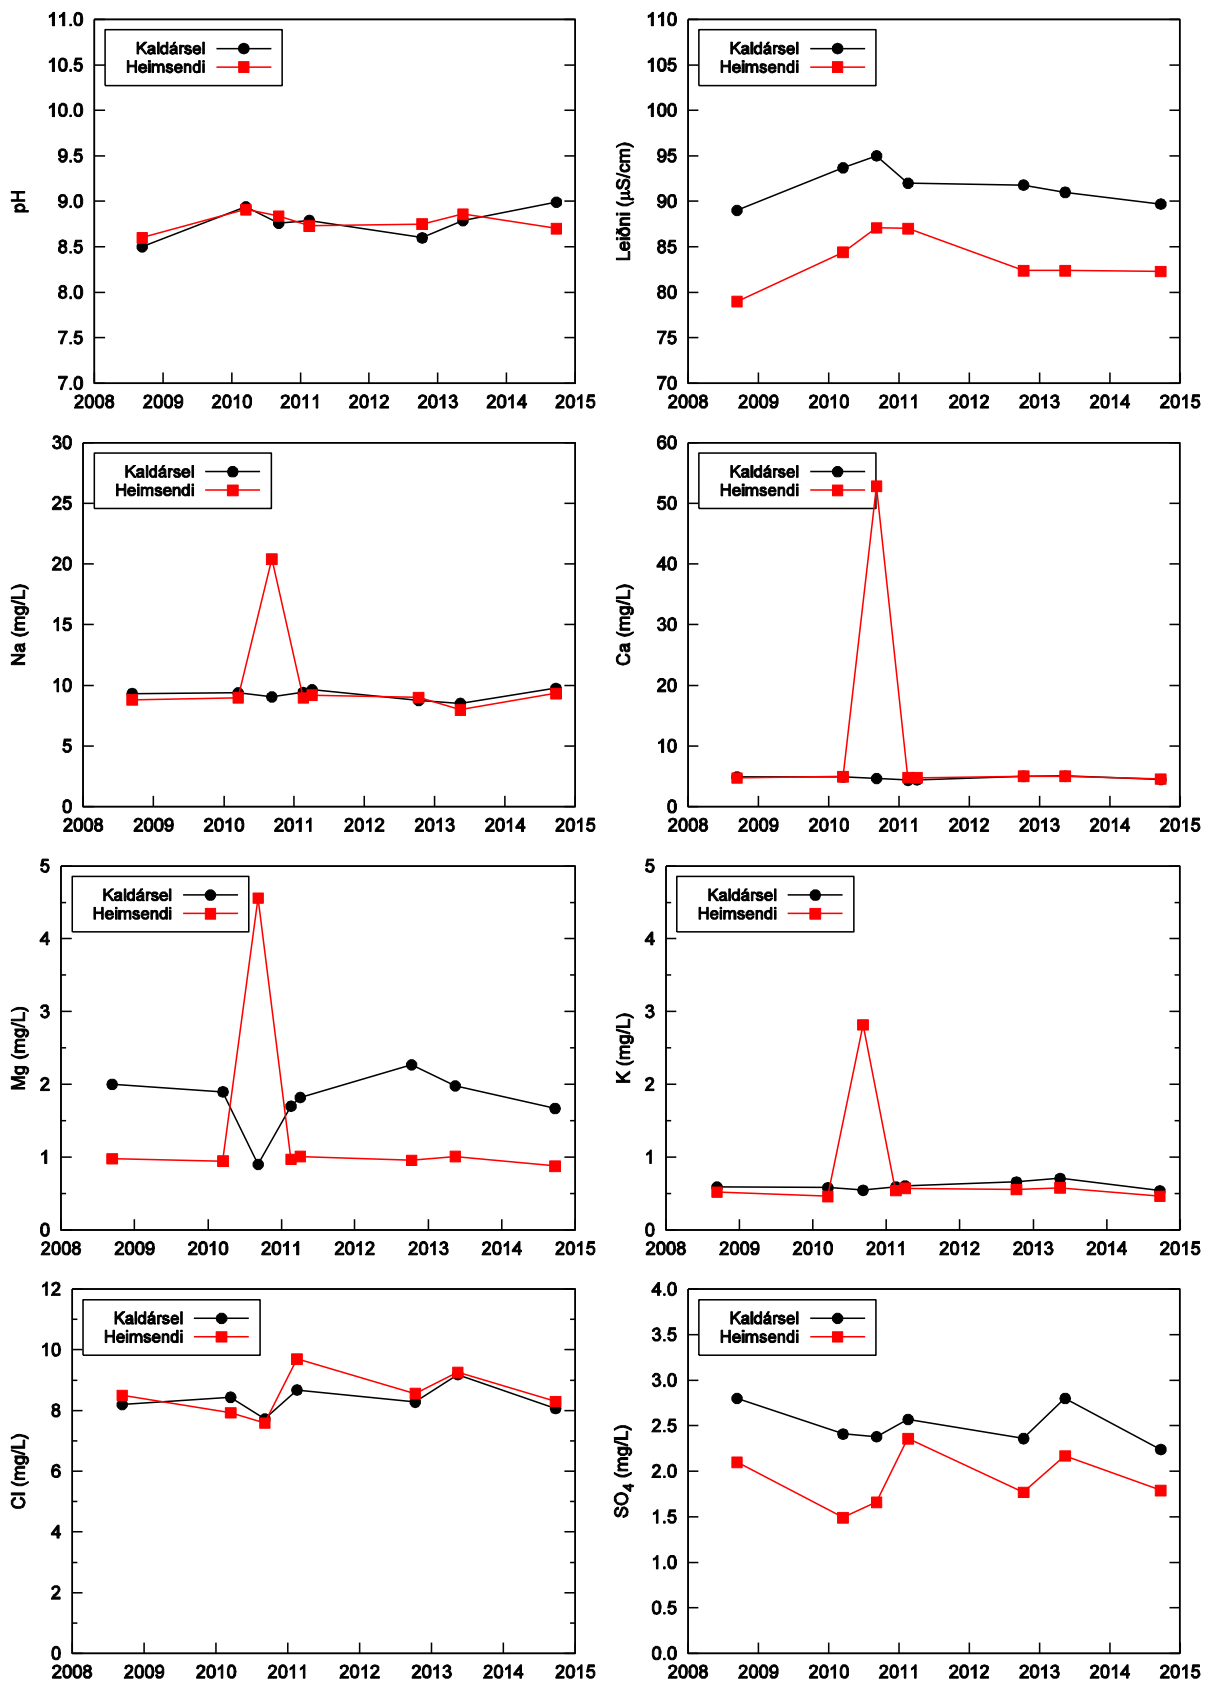 11.0
10.5
10.0
9.5
9.0
8.5
8.0
7.5
7.0
pH
Kaldársel
Heimsendi
2008 2009 2010 2011 2012 2013 2014 2015
110
105
100
95
90
85
80
75
70
Leiðni (µS/cm)
Kaldársel
Heimsendi
2008 2009 2010 2011 2012 2013 2014 2015
30
25
20
15
10
5
0
Na (mg/L)
Kaldársel
Heimsendi
2008 2009 2010 2011 2012 2013 2014 2015
60
50
40
30
20
10
0
Ca (mg/L)
Kaldársel
Heimsendi
2008 2009 2010 2011 2012 2013 2014 2015
5
4
3
2
1
0
Mg (mg/L)
Kaldársel
Heimsendi
2008 2009 2010 2011 2012 2013 2014 2015
5
4
3
2
1
0
K (mg/L)
Kaldársel
Heimsendi
2008 2009 2010 2011 2012 2013 2014 2015
12
10
8
6
4
2
0
Cl (mg/L)
Kaldársel
Heimsendi
2008 2009 2010 2011 2012 2013 2014 2015
4.0
3.5
3.0
2.5
2.0
1.5
1.0
0.5
0.0
SO₄ (mg/L)
Kaldársel
Heimsendi
2008 2009 2010 2011 2012 2013 2014 2015